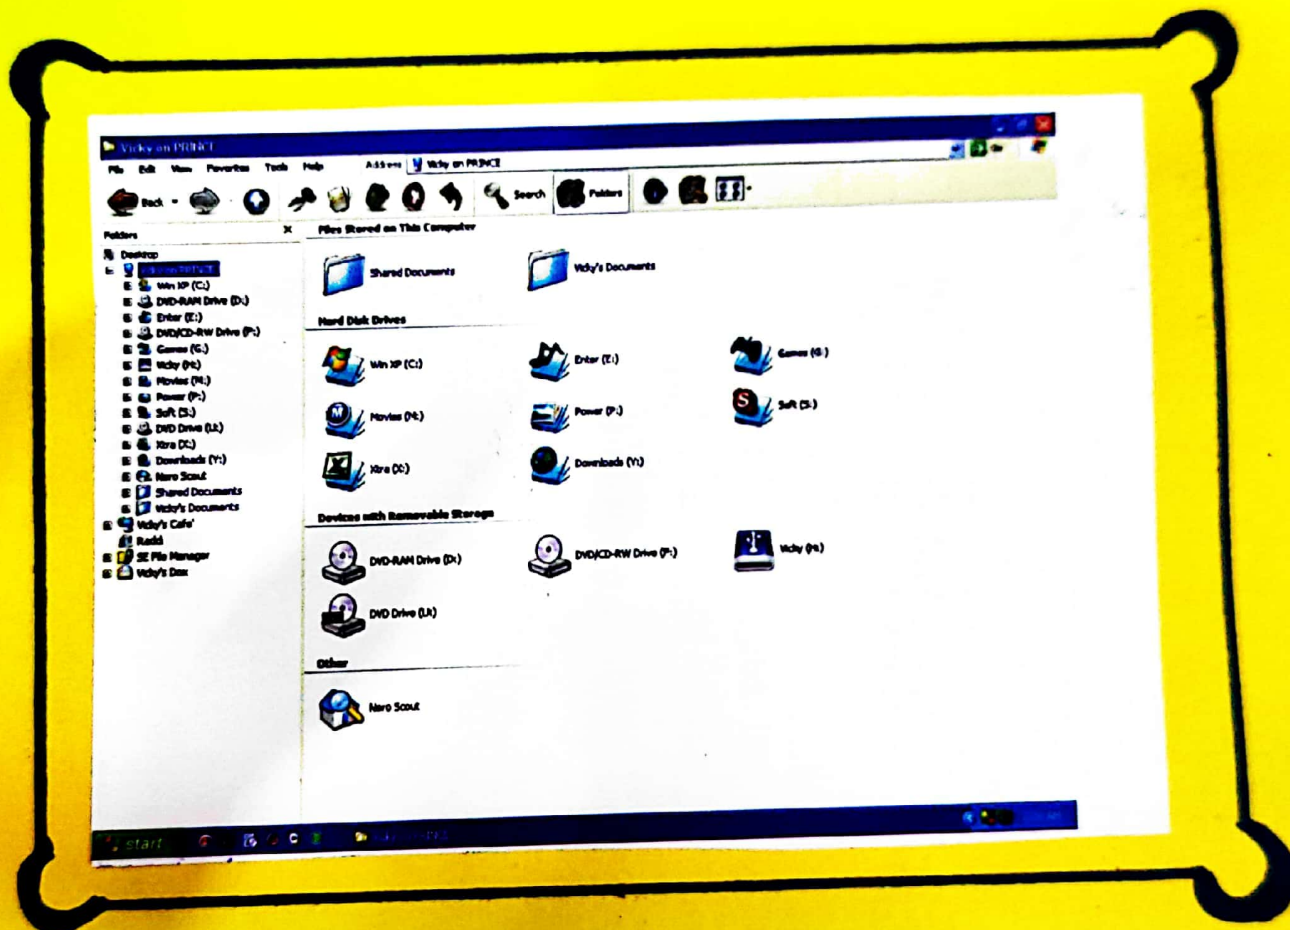 Vicky on PRINCE
File Edit View Favorites Tools Help Address Vicky on PRINCE
Back Search Folders
Folders
Desktop
Vicky on PRINCE
Win XP (C:)
DVD-RAM Drive (D:)
Enter (E:)
DVD/CD-RW Drive (F:)
Games (G:)
Vicky (H:)
Movies (M:)
Power (P:)
Soft (S:)
DVD Drive (U:)
Xtra (X:)
Downloads (Y:)
Nero Scout
Shared Documents
Vicky's Documents
Vicky's Cafe'
SE File Manager
Vicky's Dox
Files Stored on This Computer
Shared Documents Vicky's Documents
Hard Disk Drives
Win XP (C:) Enter (E:) Games (G:)
Movies (M:) Power (P:) Soft (S:)
Xtra (X:) Downloads (Y:)
Devices with Removable Storage
DVD-RAM Drive (D:) DVD/CD-RW Drive (F:) Vicky (H:)
DVD Drive (U:)
Other
Nero Scout
start